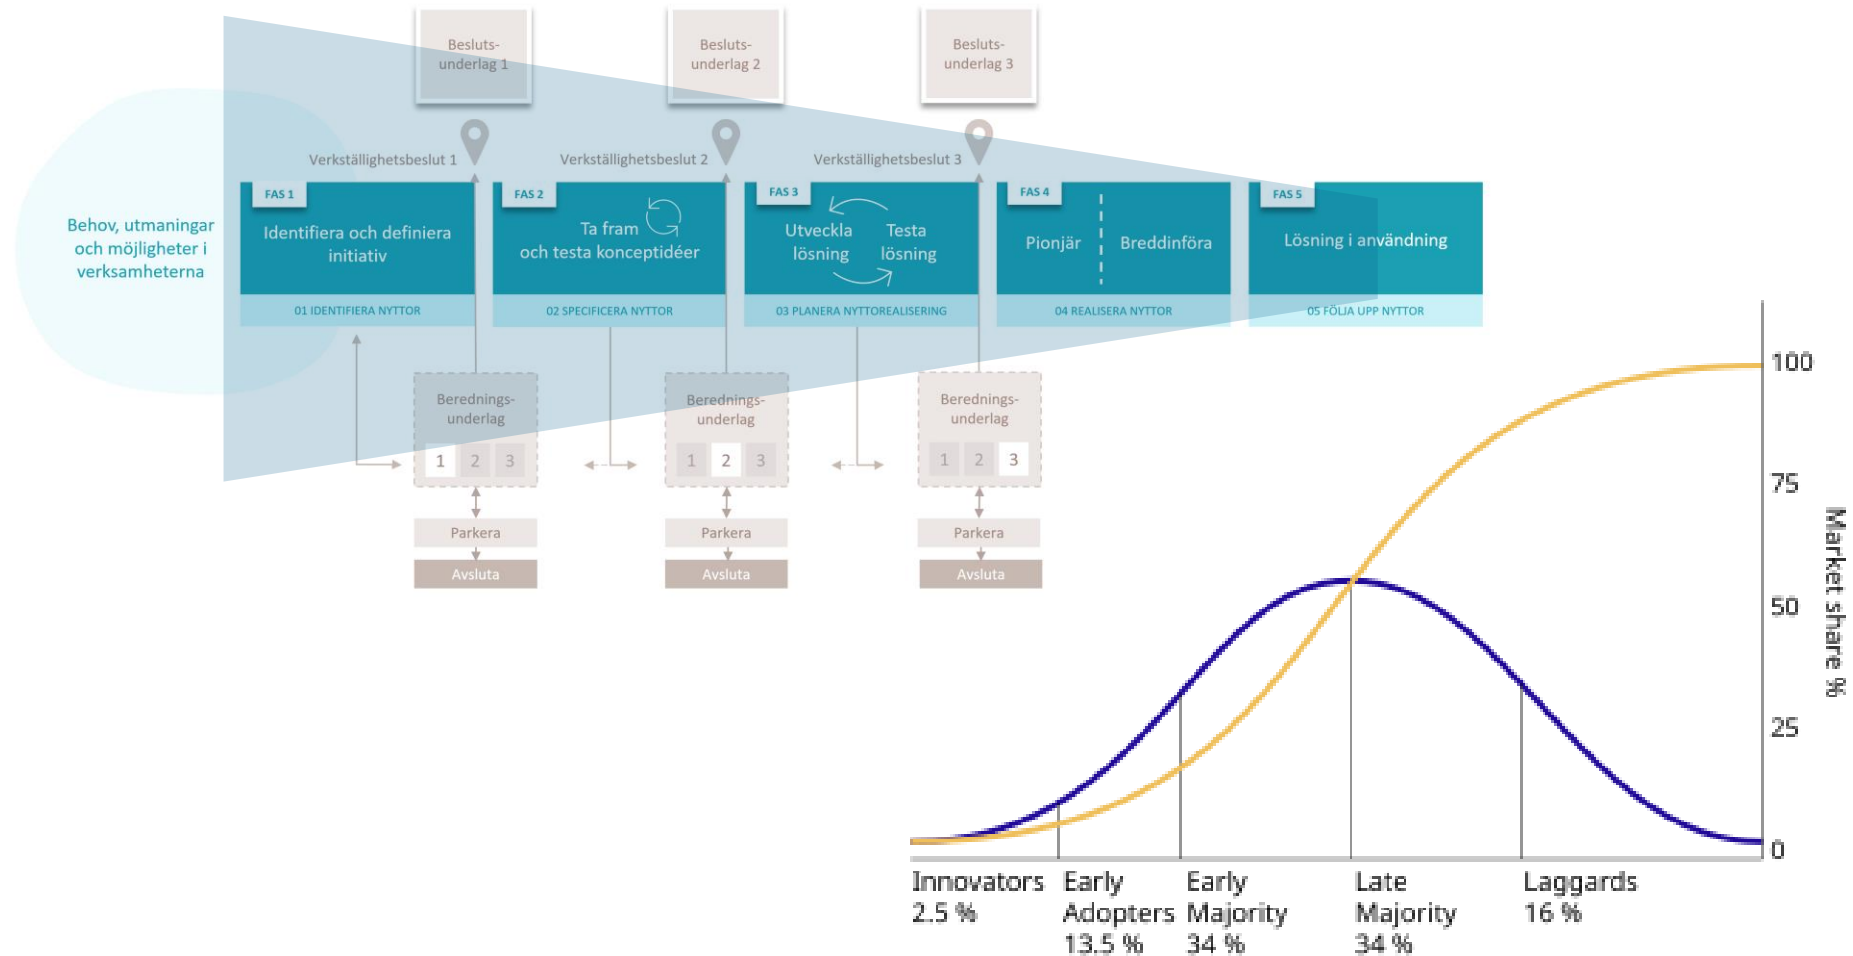 Besluts-
underlag 1
Besluts-
underlag 2
Besluts-
underlag 3
Verkställighetsbeslut 1
Verkställighetsbeslut 2
Verkställighetsbeslut 3
Behov, utmaningar
och möjligheter i
verksamheterna
FAS 1
Identifiera och definiera
initiativ
01 IDENTIFIERA NYTTOR
FAS 2
Ta fram
och testa konceptidéer
02 SPECIFICERA NYTTOR
FAS 3
Utveckla
lösning
Testa
lösning
03 PLANERA NYTTOREALISERING
FAS 4
Pionjär
Breddinföra
04 REALISERA NYTTOR
FAS 5
Lösning i användning
05 FÖLJA UPP NYTTOR
Berednings-
underlag
1 2 3
Parkera
Avsluta
Berednings-
underlag
1 2 3
Parkera
Avsluta
Berednings-
underlag
1 2 3
Parkera
Avsluta
100
75
50
25
0
Market share %
Innovators
2.5 %
Early
Adopters
13.5 %
Early
Majority
34 %
Late
Majority
34 %
Laggards
16 %